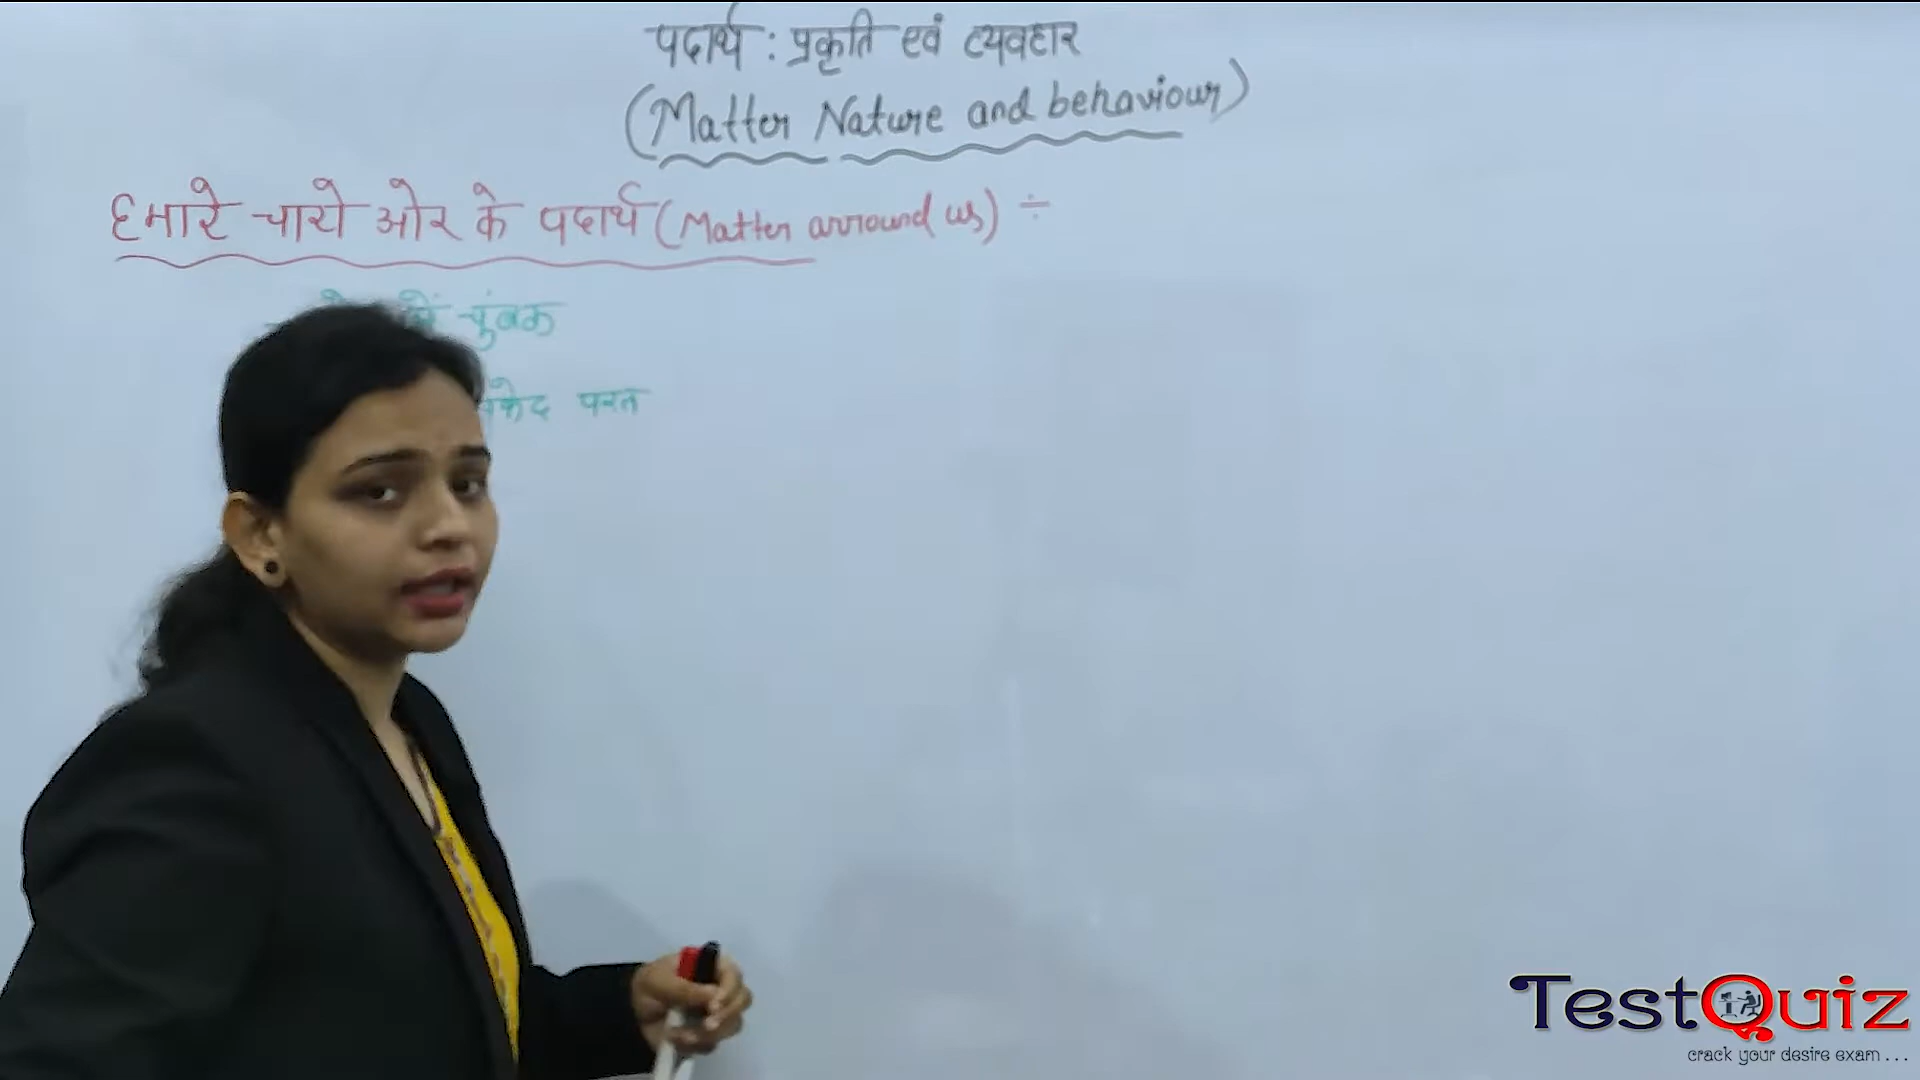 पदार्थ : प्रकृति एवं व्यवहार
(Matter Nature and behaviour)
हमारे चारो ओर के पदार्थ (Matter arround us) ÷
में चुंबक
सफेद परत
TestQuiz
crack your desire exam . . .